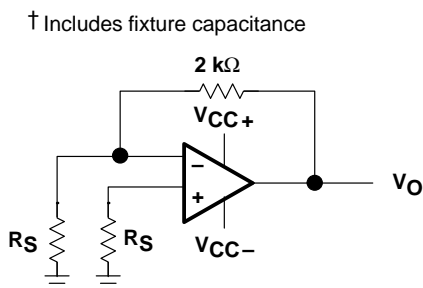 † Includes fixture capacitance
2 kΩ
VCC+
−
+
VO
RS
RS
VCC−